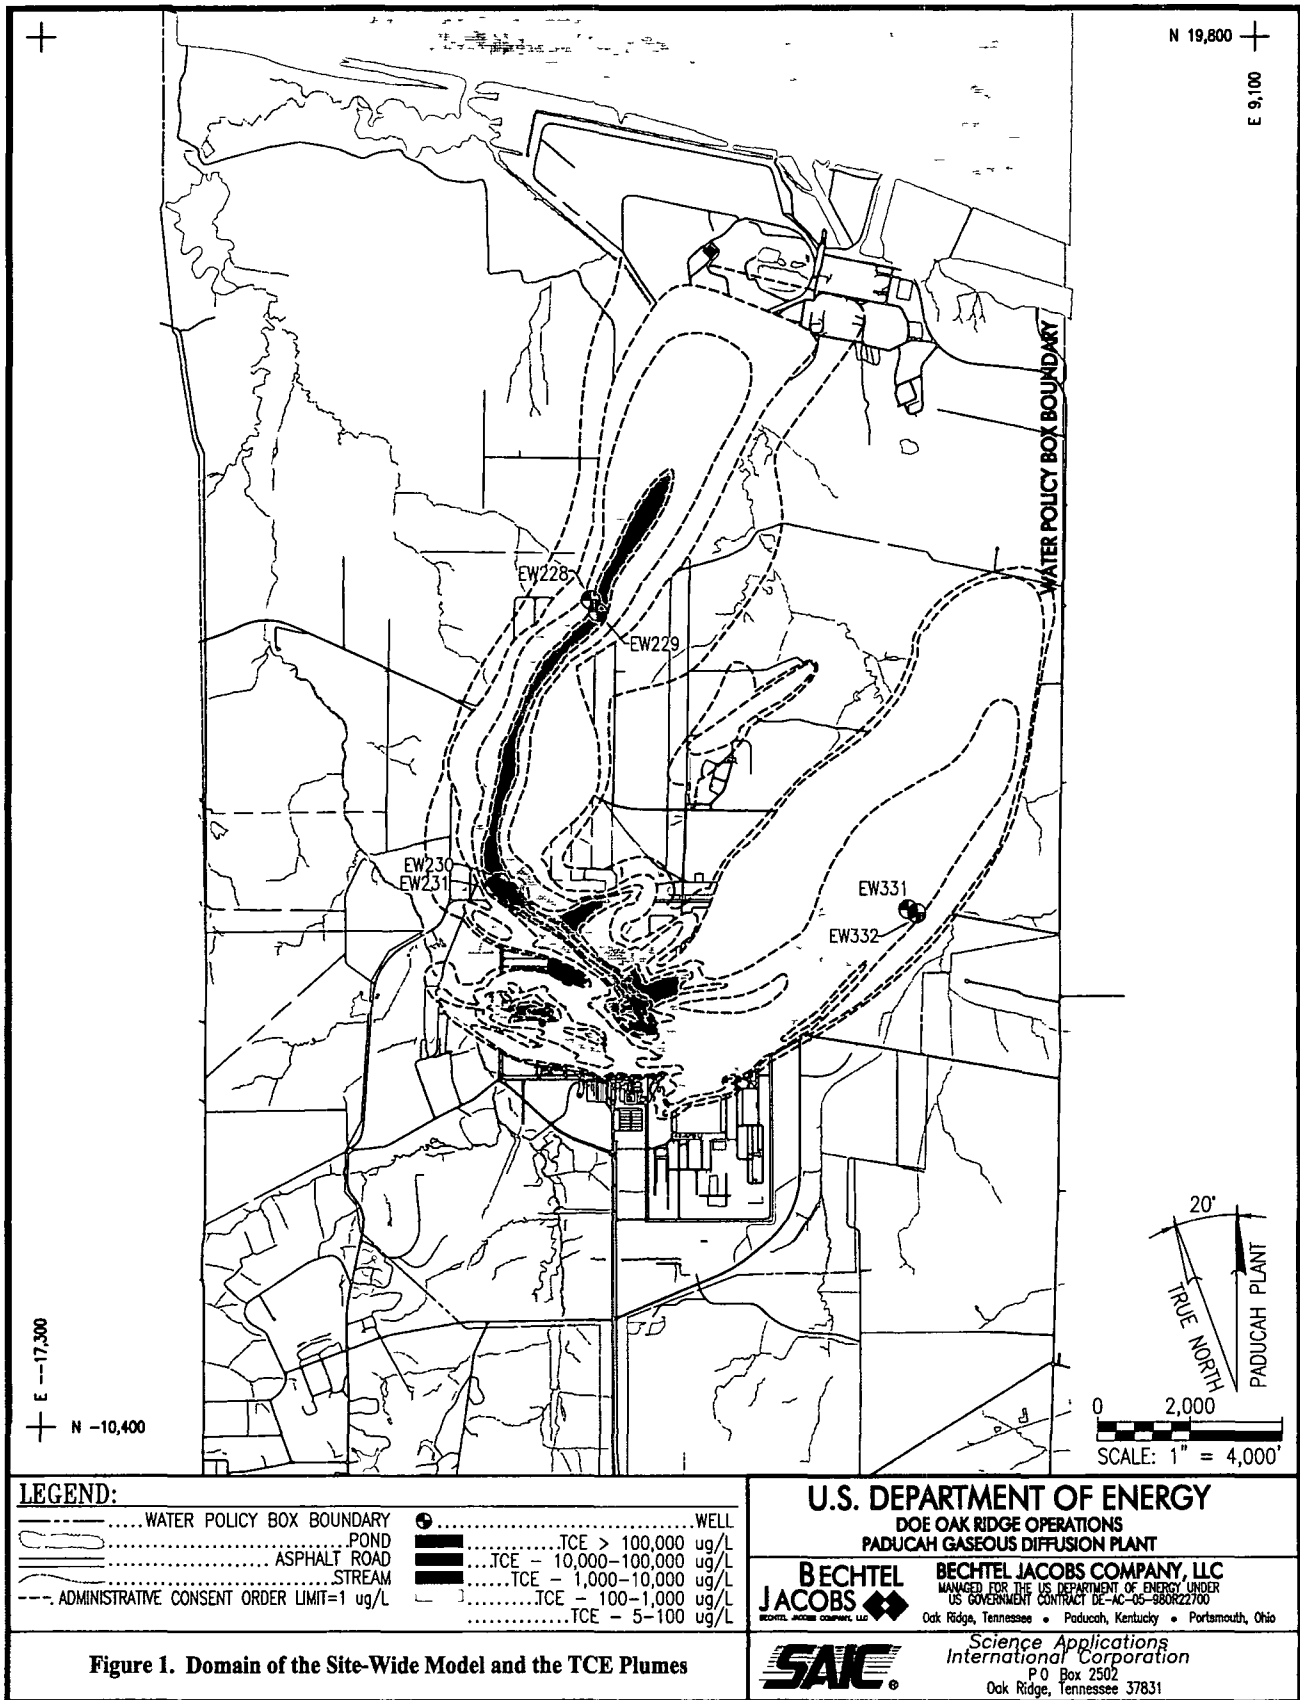 N 19,800
E 9,100
WATER POLICY BOX BOUNDARY
EW228
EW229
EW230
EW231
EW331
EW332
20'
TRUE NORTH
PADUCAH PLANT
E --17,300
N -10,400
0 2,000
SCALE: 1" = 4,000'
LEGEND:
WATER POLICY BOX BOUNDARY
POND
ASPHALT ROAD
STREAM
ADMINISTRATIVE CONSENT ORDER LIMIT=1 ug/L
WELL
TCE > 100,000 ug/L
TCE - 10,000-100,000 ug/L
TCE - 1,000-10,000 ug/L
TCE - 100-1,000 ug/L
TCE - 5-100 ug/L
U.S. DEPARTMENT OF ENERGY
DOE OAK RIDGE OPERATIONS
PADUCAH GASEOUS DIFFUSION PLANT
BECHTEL
JACOBS
BECHTEL JACOBS COMPANY, LLC
BECHTEL JACOBS COMPANY, LLC
MANAGED FOR THE US DEPARTMENT OF ENERGY UNDER
US GOVERNMENT CONTRACT DE-AC-05-98OR22700
Oak Ridge, Tennessee • Paducah, Kentucky • Portsmouth, Ohio
Figure 1. Domain of the Site-Wide Model and the TCE Plumes
SAIC®
Science Applications
International Corporation
P O Box 2502
Oak Ridge, Tennessee 37831